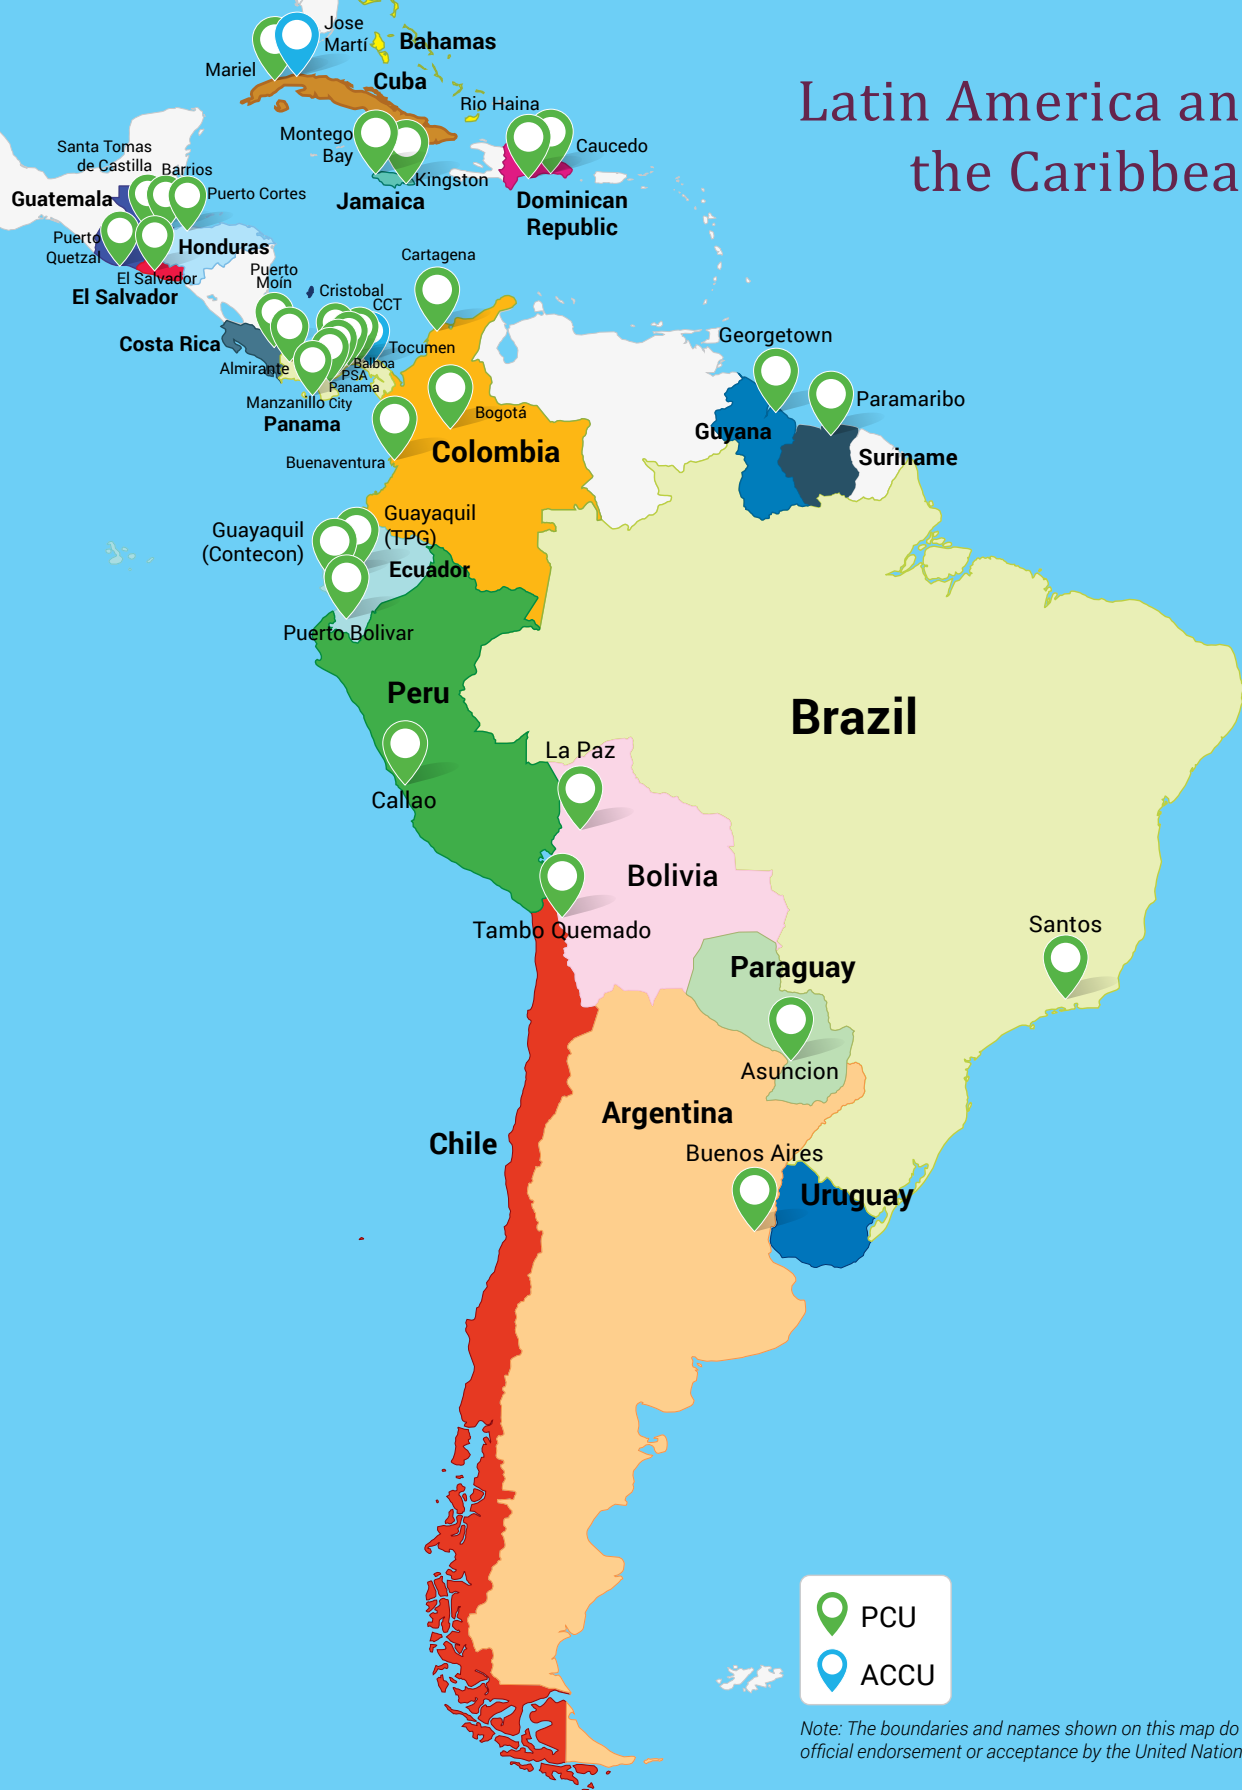 Latin America an
the Caribbea
Jose
Martí
Bahamas
Mariel
Cuba
Rio Haina
Montego
Bay
Caucedo
Kingston
Jamaica
Dominican
Republic
Santa Tomas
de Castilla
Barrios
Guatemala
Puerto Cortes
Puerto
Quetzal
Honduras
El Salvador
El Salvador
Puerto
Moín
Cristobal
CCT
Cartagena
Costa Rica
Tocumen
Almirante
Balboa
PSA
Panama
City
Manzanillo
Panama
Georgetown
Paramaribo
Guyana
Suriname
Bogotá
Colombia
Buenaventura
Guayaquil
(TPG)
Guayaquil
(Contecon)
Ecuador
Puerto Bolivar
Peru
Brazil
La Paz
Callao
Bolivia
Tambo Quemado
Santos
Paraguay
Asuncion
Argentina
Chile
Buenos Aires
Uruguay
PCU
ACCU
Note: The boundaries and names shown on this map do
official endorsement or acceptance by the United Nation